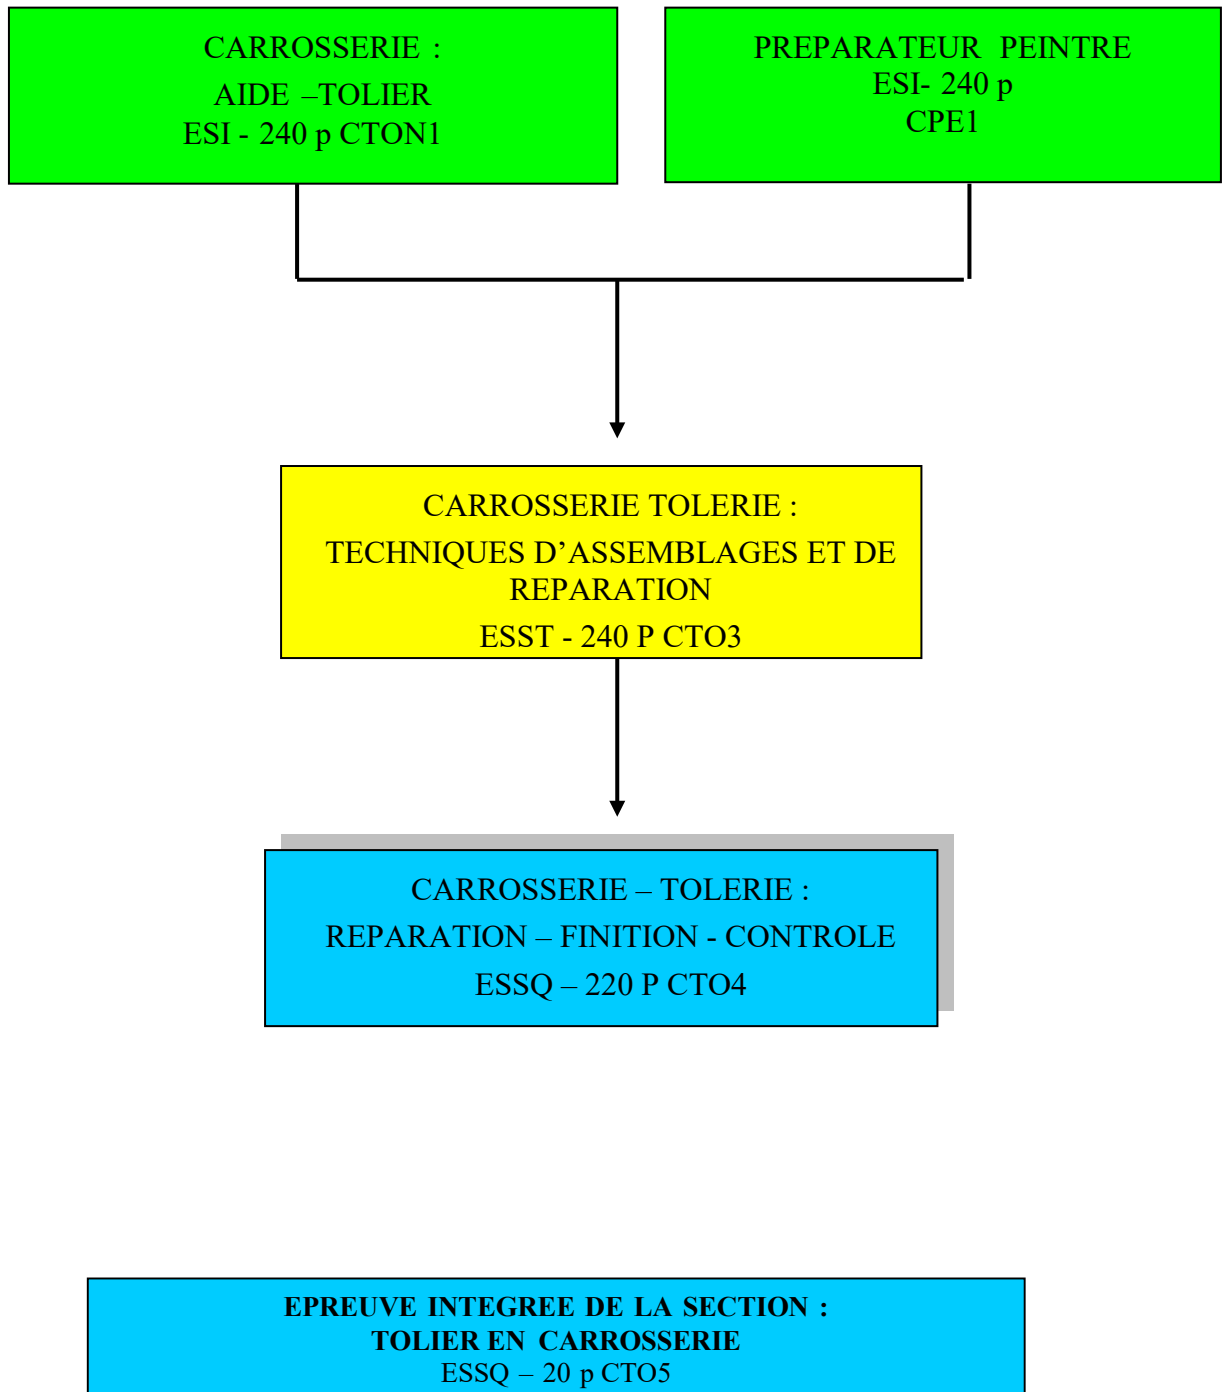 CARROSSERIE :
AIDE –TOLIER
ESI - 240 p CTON1
PREPARATEUR PEINTRE
ESI- 240 p
CPE1
CARROSSERIE TOLERIE :
TECHNIQUES D’ASSEMBLAGES ET DE
REPARATION
ESST - 240 P CTO3
CARROSSERIE – TOLERIE :
REPARATION – FINITION - CONTROLE
ESSQ – 220 P CTO4
EPREUVE INTEGREE DE LA SECTION :
TOLIER EN CARROSSERIE
ESSQ – 20 p CTO5